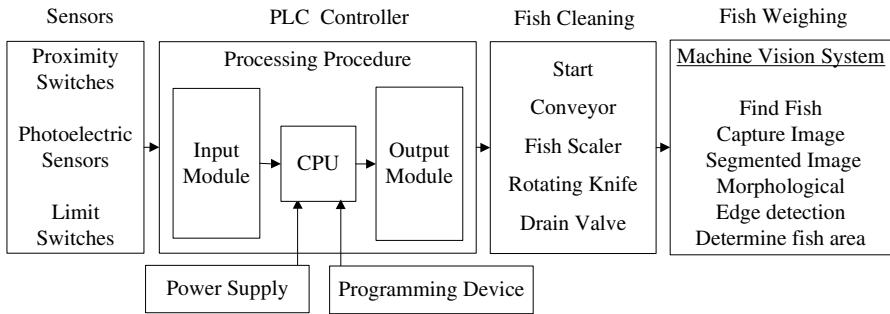 Sensors
PLC Controller
Fish Cleaning
Fish Weighing
Proximity
Switches
Photoelectric
Sensors
Limit
Switches
Processing Procedure
Input
Module
CPU
Output
Module
Power Supply
Programming Device
Start
Conveyor
Fish Scaler
Rotating Knife
Drain Valve
Machine Vision System
Find Fish
Capture Image
Segmented Image
Morphological
Edge detection
Determine fish area